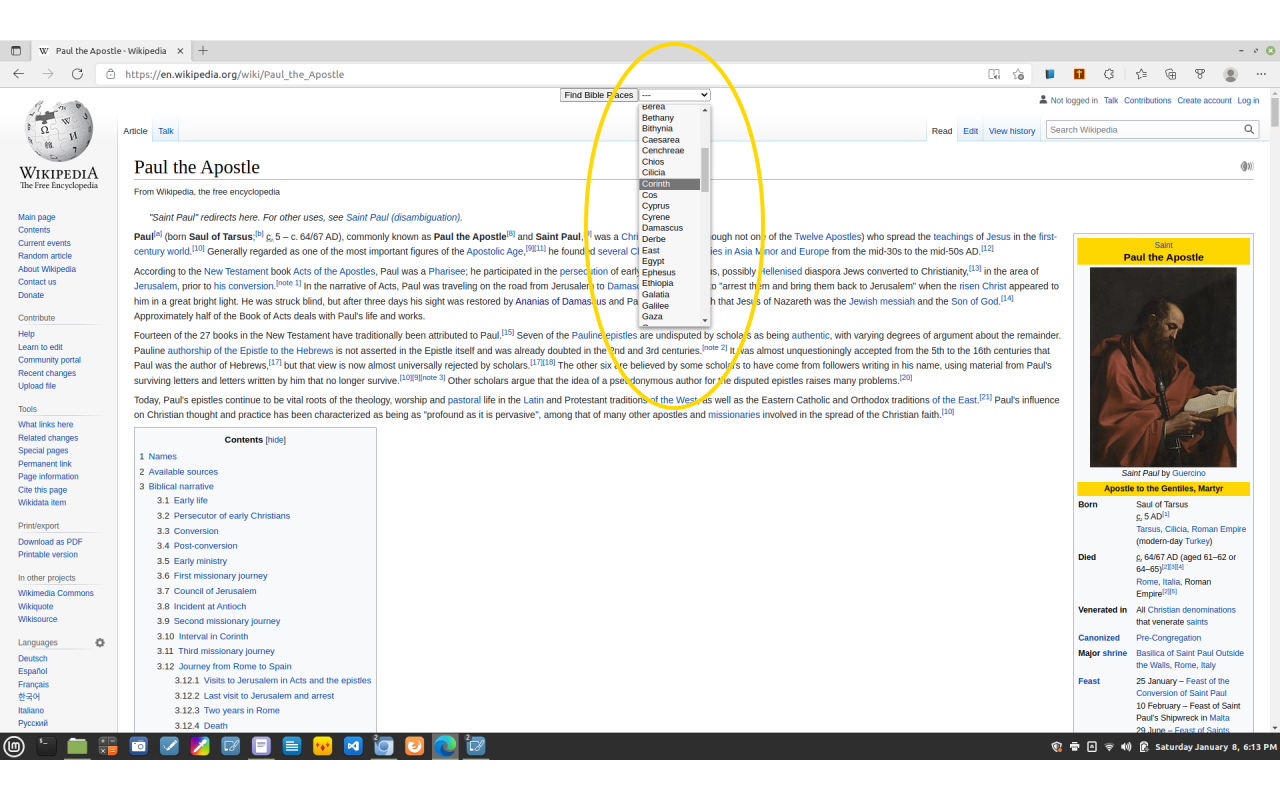 Paul the Apostle - Wikipedia
https://en.wikipedia.org/wiki/Paul_the_Apostle
Find Bible Places ---
Berea
Bethany
Bithynia
Caesarea
Cenchreae
Chios
Cilicia
Corinth
Cos
Cyprus
Cyrene
Damascus
Derbe
East
Egypt
Ephesus
Ethiopia
Galatia
Galilee
Gaza
Not logged in Talk Contributions Create account Log in
Article Talk
Read Edit View history Search Wikipedia
WIKIPEDIA
The Free Encyclopedia
Main page
Contents
Current events
Random article
About Wikipedia
Contact us
Donate
Contribute
Help
Learn to edit
Community portal
Recent changes
Upload file
Tools
What links here
Related changes
Special pages
Permanent link
Page information
Cite this page
Wikidata item
Print/export
Download as PDF
Printable version
In other projects
Wikimedia Commons
Wikiquote
Wikisource
Languages
Deutsch
Español
Français
한국어
Italiano
Русский
Paul the Apostle
From Wikipedia, the free encyclopedia
"Saint Paul" redirects here. For other uses, see Saint Paul (disambiguation).
Paul[a] (born Saul of Tarsus;[b] c. 5 – c. 64/67 AD), commonly known as Paul the Apostle[8] and Saint Paul,[9] was a Chri ough not one of the Twelve Apostles) who spread the teachings of Jesus in the first-
century world.[10] Generally regarded as one of the most important figures of the Apostolic Age,[9][11] he founded several Ch ies in Asia Minor and Europe from the mid-30s to the mid-50s AD.[12]
According to the New Testament book Acts of the Apostles, Paul was a Pharisee; he participated in the persecution of early us, possibly Hellenised diaspora Jews converted to Christianity,[13] in the area of
Jerusalem, prior to his conversion.[note 1] In the narrative of Acts, Paul was traveling on the road from Jerusalem to Damasc to "arrest them and bring them back to Jerusalem" when the risen Christ appeared to
him in a great bright light. He was struck blind, but after three days his sight was restored by Ananias of Damascus and Pa h that Jesus of Nazareth was the Jewish messiah and the Son of God.[14]
Approximately half of the Book of Acts deals with Paul's life and works.
Fourteen of the 27 books in the New Testament have traditionally been attributed to Paul.[15] Seven of the Pauline epistles are undisputed by scholars as being authentic, with varying degrees of argument about the remainder.
Pauline authorship of the Epistle to the Hebrews is not asserted in the Epistle itself and was already doubted in the 2nd and 3rd centuries.[note 2] It was almost unquestioningly accepted from the 5th to the 16th centuries that
Paul was the author of Hebrews,[17] but that view is now almost universally rejected by scholars.[17][18] The other six are believed by some scholars to have come from followers writing in his name, using material from Paul's
surviving letters and letters written by him that no longer survive.[10][9][note 3] Other scholars argue that the idea of a pseudonymous author for the disputed epistles raises many problems.[20]
Today, Paul's epistles continue to be vital roots of the theology, worship and pastoral life in the Latin and Protestant traditions of the West, as well as the Eastern Catholic and Orthodox traditions of the East.[21] Paul's influence
on Christian thought and practice has been characterized as being as "profound as it is pervasive", among that of many other apostles and missionaries involved in the spread of the Christian faith.[10]
Contents [hide]
1 Names
2 Available sources
3 Biblical narrative
3.1 Early life
3.2 Persecutor of early Christians
3.3 Conversion
3.4 Post-conversion
3.5 Early ministry
3.6 First missionary journey
3.7 Council of Jerusalem
3.8 Incident at Antioch
3.9 Second missionary journey
3.10 Interval in Corinth
3.11 Third missionary journey
3.12 Journey from Rome to Spain
3.12.1 Visits to Jerusalem in Acts and the epistles
3.12.2 Last visit to Jerusalem and arrest
3.12.3 Two years in Rome
3.12.4 Death
Saint
Paul the Apostle
Saint Paul by Guercino
Apostle to the Gentiles, Martyr
Born Saul of Tarsus
c. 5 AD[1]
Tarsus, Cilicia, Roman Empire
(modern-day Turkey)
Died c. 64/67 AD (aged 61–62 or
64–65)[2][3][4]
Rome, Italia, Roman
Empire[2][5]
Venerated in All Christian denominations
that venerate saints
Canonized Pre-Congregation
Major shrine Basilica of Saint Paul Outside
the Walls, Rome, Italy
Feast 25 January – Feast of the
Conversion of Saint Paul
10 February – Feast of Saint
Paul's Shipwreck in Malta
29 June – Feast of Saints
Saturday January 8, 6:13 PM